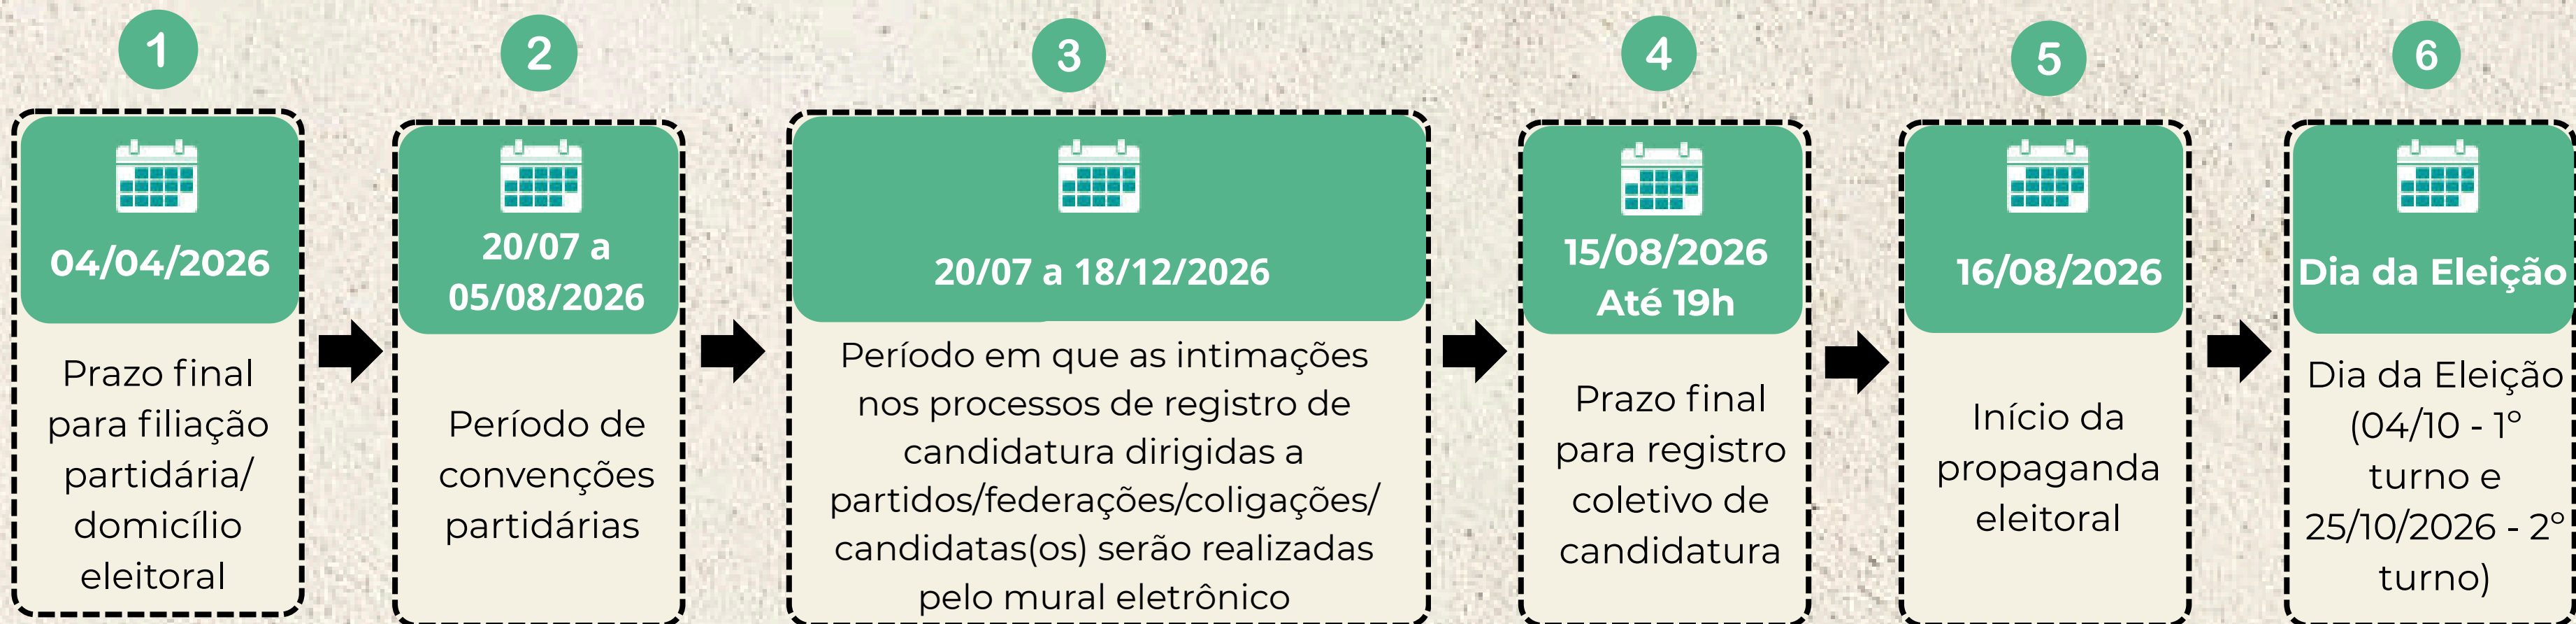 1
04/04/2026
Prazo final
para filiação
partidária/
domicílio
eleitoral
2
20/07 a
05/08/2026
Período de
convenções
partidárias
3
20/07 a 18/12/2026
Período em que as intimações
nos processos de registro de
candidatura dirigidas a
partidos/federações/coligações/
candidatas(os) serão realizadas
pelo mural eletrônico
4
15/08/2026
Até 19h
Prazo final
para registro
coletivo de
candidatura
5
16/08/2026
Início da
propaganda
eleitoral
6
Dia da Eleição
Dia da Eleição
(04/10 - 1º
turno e
25/10/2026 - 2º
turno)